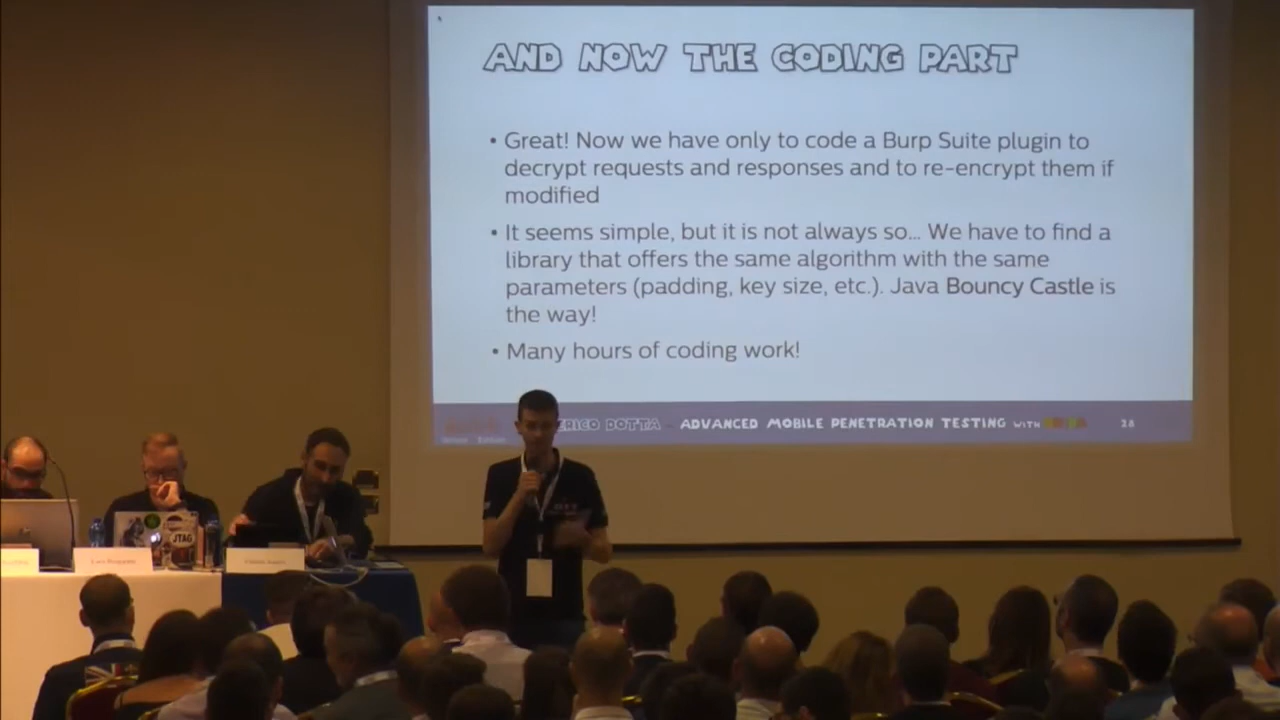 AND NOW THE CODING PART
• Great! Now we have only to code a Burp Suite plugin to
decrypt requests and responses and to re-encrypt them if
modified
• It seems simple, but it is not always so... We have to find a
library that offers the same algorithm with the same
parameters (padding, key size, etc.). Java Bouncy Castle is
the way!
• Many hours of coding work!
ERICO DOTTA - ADVANCED MOBILE PENETRATION TESTING WITH
JTAG